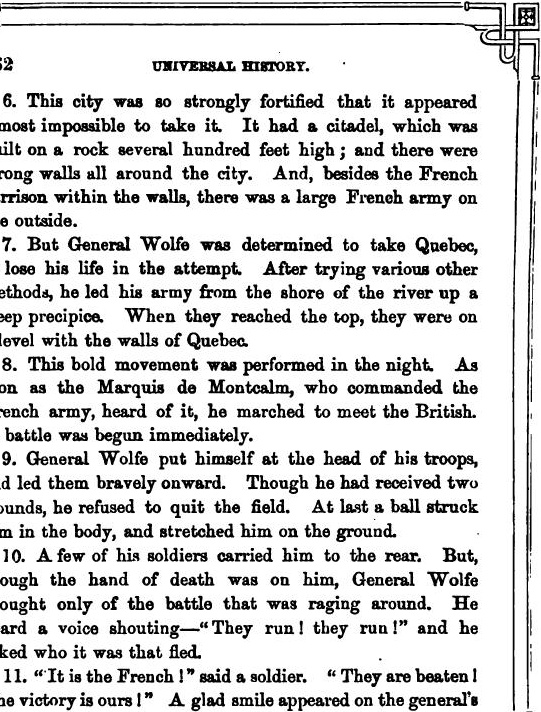 52 UNIVERSAL HISTORY.
6. This city was so strongly fortified that it appeared
most impossible to take it. It had a citadel, which was
uilt on a rock several hundred feet high; and there were
rong walls all around the city. And, besides the French
rrison within the walls, there was a large French army on
e outside.
7. But General Wolfe was determined to take Quebec,
lose his life in the attempt. After trying various other
ethods, he led his army from the shore of the river up a
eep precipice. When they reached the top, they were on
level with the walls of Quebec.
8. This bold movement was performed in the night. As
on as the Marquis de Montcalm, who commanded the
rench army, heard of it, he marched to meet the British.
battle was begun immediately.
9. General Wolfe put himself at the head of his troops,
d led them bravely onward. Though he had received two
ounds, he refused to quit the field. At last a ball struck
m in the body, and stretched him on the ground.
10. A few of his soldiers carried him to the rear. But,
ough the hand of death was on him, General Wolfe
ought only of the battle that was raging around. He
ard a voice shouting—"They run! they run!" and he
ked who it was that fled.
11. "It is the French!" said a soldier. "They are beaten!
he victory is ours!" A glad smile appeared on the general's